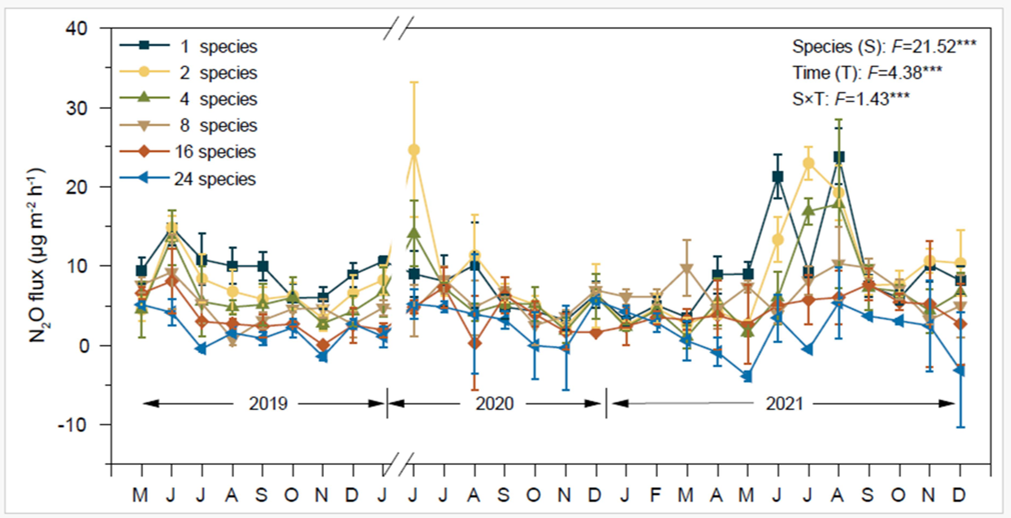 40
30
20
10
0
-10
N₂O flux (μg m⁻² h⁻¹)
1 species
2 species
4 species
8 species
16 species
24 species
Species (S): F=21.52***
Time (T): F=4.38***
S×T: F=1.43***
2019
2020
2021
M J J A S O N D J J J A S O N D J F M A M J J A S O N D